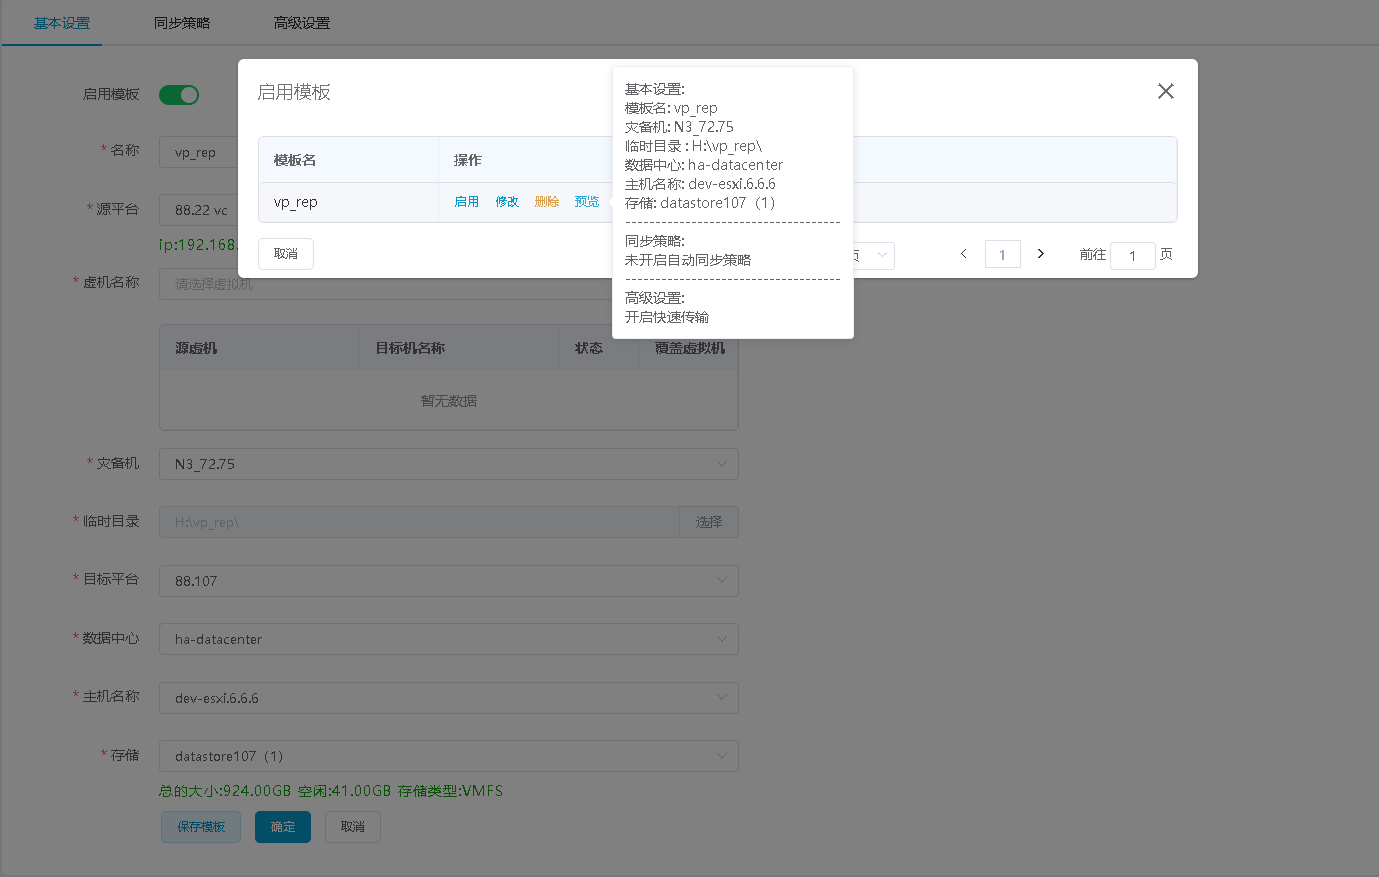 基本设置
同步策略
高级设置
启用模板
* 名称
vp_rep
* 源平台
88.22 vc
ip:192.168.
* 虚机名称
请选择虚拟机
启用模板
模板名
操作
vp_rep
启用
修改
删除
预览
取消
页
1
前往
1
页
基本设置:
模板名: vp_rep
灾备机: N3_72.75
临时目录 : H:\vp_rep\
数据中心: ha-datacenter
主机名称: dev-esxi.6.6.6
存储: datastore107（1）
------------------------------------
同步策略:
未开启自动同步策略
------------------------------------
高级设置:
开启快速传输
源虚机
目标机名称
状态
覆盖虚拟机
暂无数据
* 灾备机
N3_72.75
* 临时目录
H:\vp_rep\
选择
* 目标平台
88.107
* 数据中心
ha-datacenter
* 主机名称
dev-esxi.6.6.6
* 存储
datastore107（1）
总的大小:924.00GB 空闲:41.00GB 存储类型:VMFS
保存模板
确定
取消